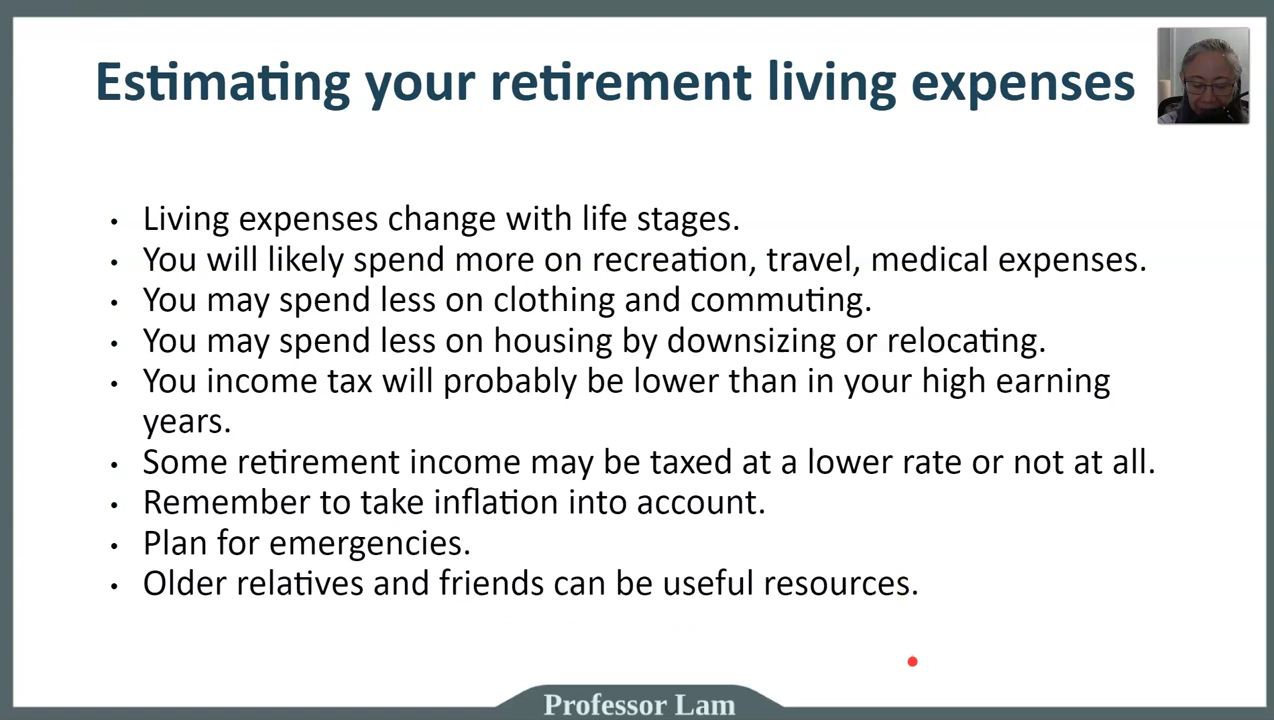 Estimating your retirement living expenses
• Living expenses change with life stages.
• You will likely spend more on recreation, travel, medical expenses.
• You may spend less on clothing and commuting.
• You may spend less on housing by downsizing or relocating.
• You income tax will probably be lower than in your high earning
years.
• Some retirement income may be taxed at a lower rate or not at all.
• Remember to take inflation into account.
• Plan for emergencies.
• Older relatives and friends can be useful resources.
Professor Lam